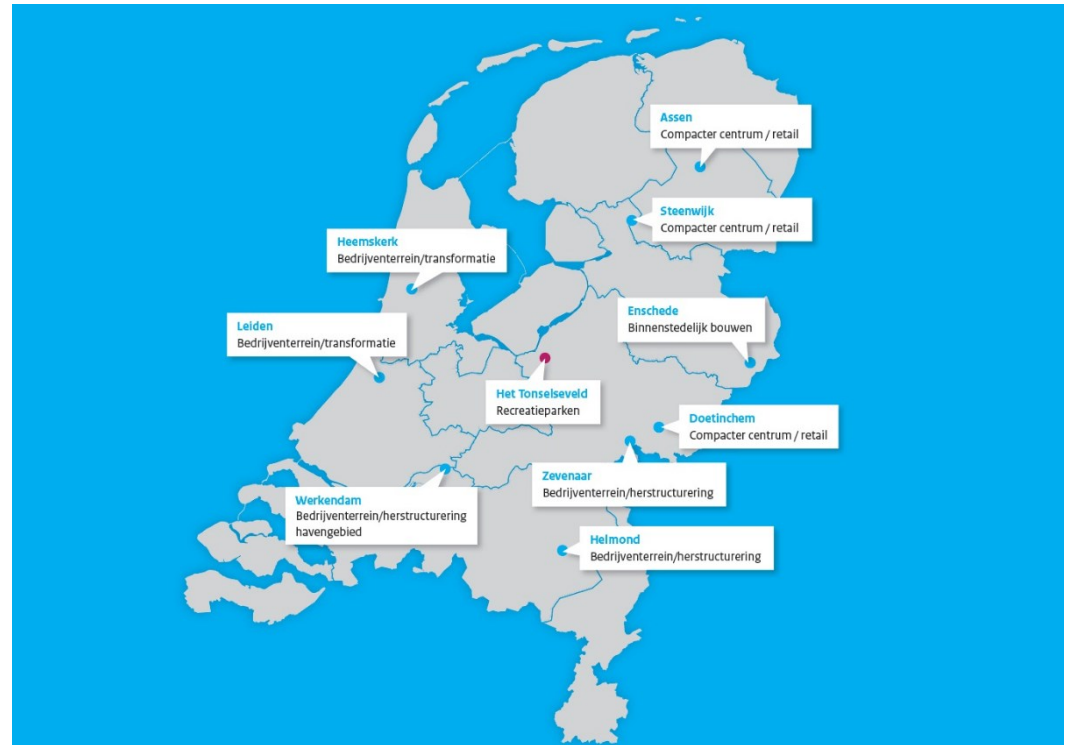 Assen
Compacter centrum / retail
Steenwijk
Compacter centrum / retail
Heemskerk
Bedrijventerrein/transformatie
Enschede
Binnenstedelijk bouwen
Leiden
Bedrijventerrein/transformatie
Het Tonselseveld
Recreatieparken
Doetinchem
Compacter centrum / retail
Zevenaar
Bedrijventerrein/herstructurering
Werkendam
Bedrijventerrein/herstructurering
havengebied
Helmond
Bedrijventerrein/herstructurering